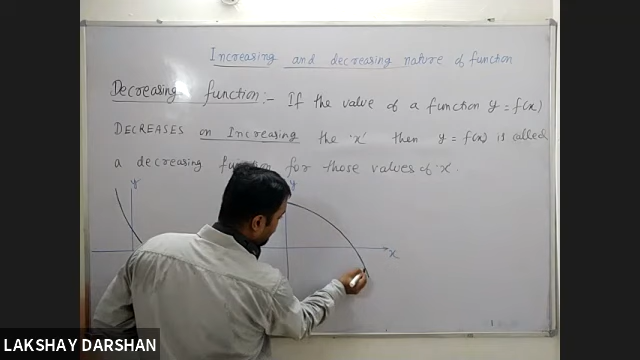 Increasing and decreasing nature of function
Decreasing function:- If the value of a function y = f(x)
DECREASES on Increasing the 'x' then y = f(x) is called
a decreasing function for those values of 'x'.
y
y
x
LAKSHAY DARSHAN